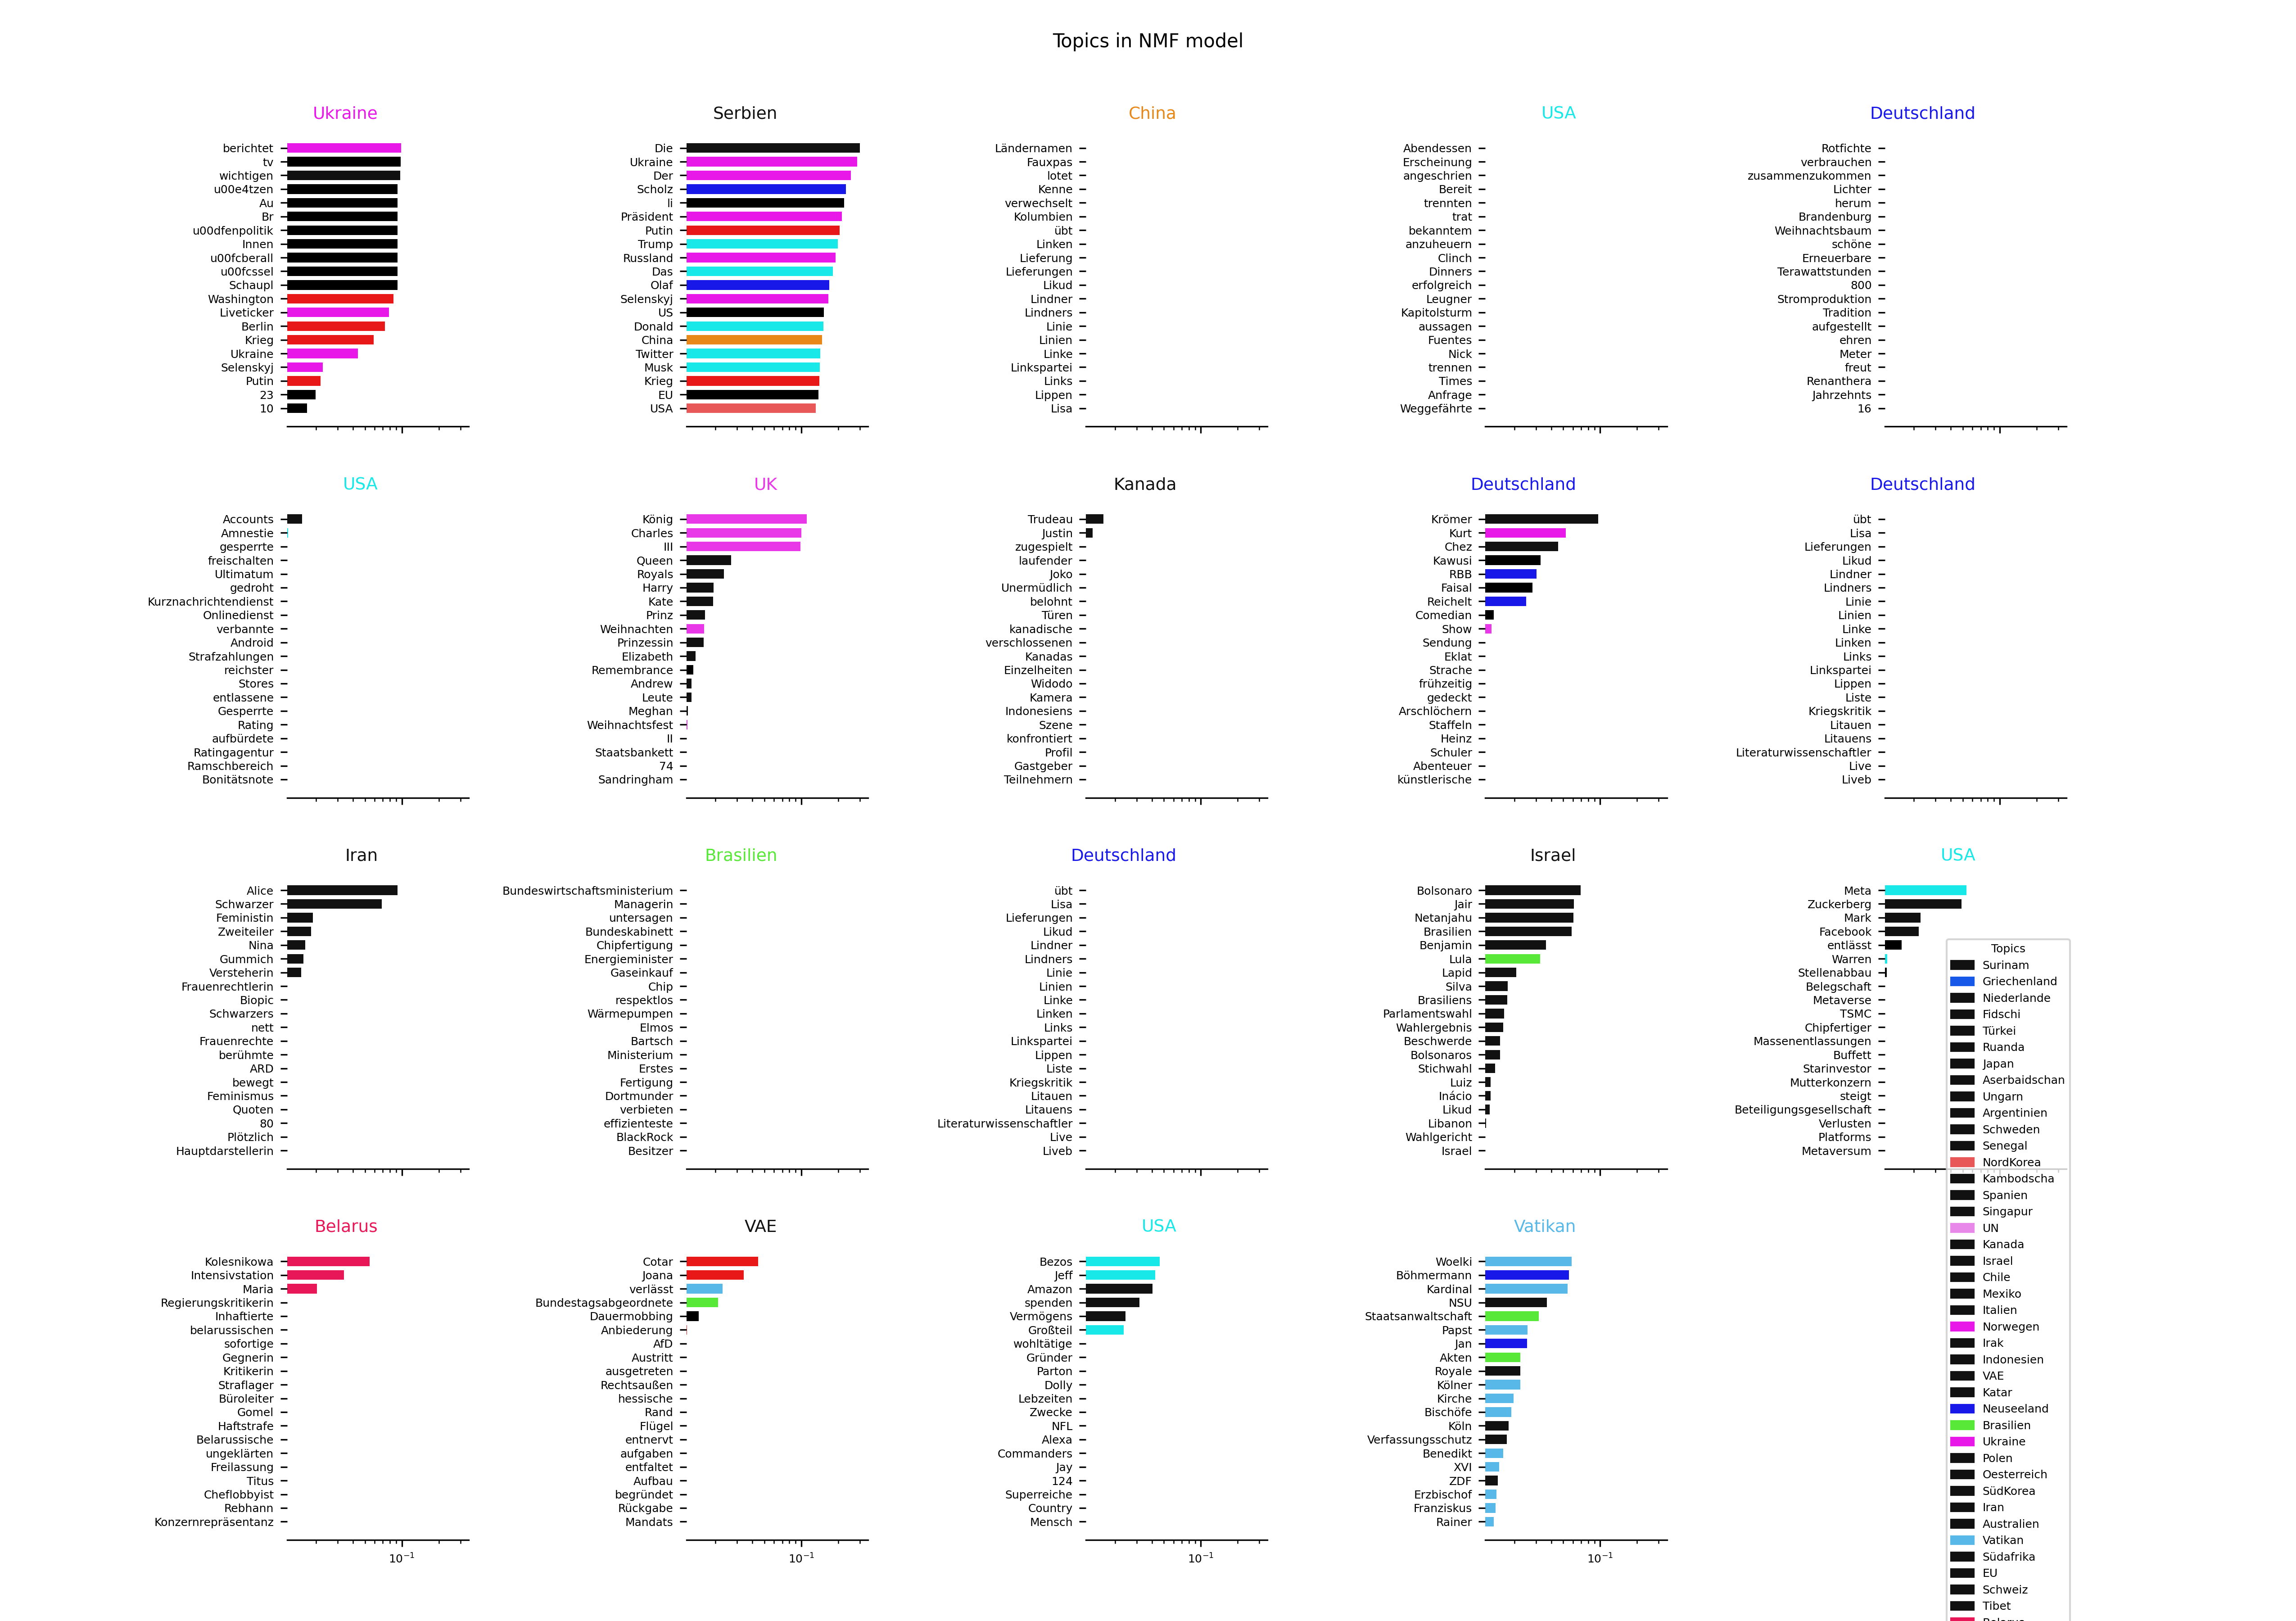 Topics in NMF model
Ukraine
berichtet
tv
wichtigen
u00e4tzen
Au
Br
u00dfenpolitik
Innen
u00fcberall
u00fcssel
Schaupl
Washington
Liveticker
Berlin
Krieg
Ukraine
Selenskyj
Putin
23
10
Serbien
Die
Ukraine
Der
Scholz
li
Präsident
Putin
Trump
Russland
Das
Olaf
Selenskyj
US
Donald
China
Twitter
Musk
Krieg
EU
USA
China
Ländernamen
Fauxpas
lotet
Kenne
verwechselt
Kolumbien
übt
Linken
Lieferung
Lieferungen
Likud
Lindner
Lindners
Linie
Linien
Linke
Linkspartei
Links
Lippen
Lisa
USA
Abendessen
Erscheinung
angeschrien
Bereit
trennten
trat
bekanntem
anzuheuern
Clinch
Dinners
erfolgreich
Leugner
Kapitolsturm
aussagen
Fuentes
Nick
trennen
Times
Anfrage
Weggefährte
Deutschland
Rotfichte
verbrauchen
zusammenzukommen
Lichter
herum
Brandenburg
Weihnachtsbaum
schöne
Erneuerbare
Terawattstunden
800
Stromproduktion
Tradition
aufgestellt
ehren
Meter
freut
Renanthera
Jahrzehnts
16
USA
Accounts
Amnestie
gesperrte
freischalten
Ultimatum
gedroht
Kurznachrichtendienst
Onlinedienst
verbannte
Android
Strafzahlungen
reichster
Stores
entlassene
Gesperrte
Rating
aufbürdete
Ratingagentur
Ramschbereich
Bonitätsnote
UK
König
Charles
III
Queen
Royals
Harry
Kate
Prinz
Weihnachten
Prinzessin
Elizabeth
Remembrance
Andrew
Leute
Meghan
Weihnachtsfest
II
Staatsbankett
74
Sandringham
Kanada
Trudeau
Justin
zugespielt
laufender
Joko
Unermüdlich
belohnt
Türen
kanadische
verschlossenen
Kanadas
Einzelheiten
Widodo
Kamera
Indonesiens
Szene
konfrontiert
Profil
Gastgeber
Teilnehmern
Deutschland
Krömer
Kurt
Chez
Kawusi
RBB
Faisal
Reichelt
Comedian
Show
Sendung
Eklat
Strache
frühzeitig
gedeckt
Arschlöchern
Staffeln
Heinz
Schuler
Abenteuer
künstlerische
Deutschland
übt
Lisa
Lieferungen
Likud
Lindner
Lindners
Linie
Linien
Linke
Linken
Links
Linkspartei
Lippen
Liste
Kriegskritik
Litauen
Litauens
Literaturwissenschaftler
Live
Liveb
Iran
Alice
Schwarzer
Feministin
Zweiteiler
Nina
Gummich
Versteherin
Frauenrechtlerin
Biopic
Schwarzers
nett
Frauenrechte
berühmte
ARD
bewegt
Feminismus
Quoten
80
Plötzlich
Hauptdarstellerin
Brasilien
Bundeswirtschaftsministerium
Managerin
untersagen
Bundeskabinett
Chipfertigung
Energieminister
Gaseinkauf
Chip
respektlos
Wärmepumpen
Elmos
Bartsch
Ministerium
Erstes
Fertigung
Dortmunder
verbieten
effizienteste
BlackRock
Besitzer
Deutschland
übt
Lisa
Lieferungen
Likud
Lindner
Lindners
Linie
Linien
Linke
Linken
Links
Linkspartei
Lippen
Liste
Kriegskritik
Litauen
Litauens
Literaturwissenschaftler
Live
Liveb
Israel
Bolsonaro
Jair
Netanjahu
Brasilien
Benjamin
Lula
Lapid
Silva
Brasiliens
Parlamentswahl
Wahlergebnis
Beschwerde
Bolsonaros
Stichwahl
Luiz
Inácio
Likud
Libanon
Wahlgericht
Israel
USA
Meta
Zuckerberg
Mark
Facebook
entlässt
Warren
Stellenabbau
Belegschaft
Metaverse
TSMC
Chipfertiger
Massenentlassungen
Buffett
Starinvestor
Mutterkonzern
steigt
Beteiligungsgesellschaft
Verlusten
Platforms
Metaversum
Belarus
Kolesnikowa
Intensivstation
Maria
Regierungskritikerin
Inhaftierte
belarussischen
sofortige
Gegnerin
Kritikerin
Straflager
Büroleiter
Gomel
Haftstrafe
Belarussische
ungeklärten
Freilassung
Titus
Cheflobbyist
Rebhann
Konzernrepräsentanz
10⁻¹
VAE
Cotar
Joana
verlässt
Bundestagsabgeordnete
Dauermobbing
Anbiederung
AfD
Austritt
ausgetreten
Rechtsaußen
hessische
Rand
Flügel
entnervt
aufgaben
entfaltet
Aufbau
begründet
Rückgabe
Mandats
10⁻¹
USA
Bezos
Jeff
Amazon
spenden
Vermögens
Großteil
wohltätige
Gründer
Parton
Dolly
Lebzeiten
Zwecke
NFL
Alexa
Commanders
Jay
124
Superreiche
Country
Mensch
10⁻¹
Vatikan
Woelki
Böhmermann
Kardinal
NSU
Staatsanwaltschaft
Papst
Jan
Akten
Royale
Kölner
Kirche
Bischöfe
Köln
Verfassungsschutz
Benedikt
XVI
ZDF
Erzbischof
Franziskus
Rainer
10⁻¹
Topics
Surinam
Griechenland
Niederlande
Fidschi
Türkei
Ruanda
Japan
Aserbaidschan
Ungarn
Argentinien
Schweden
Senegal
NordKorea
Kambodscha
Spanien
Singapur
UN
Kanada
Israel
Chile
Mexiko
Italien
Norwegen
Irak
Indonesien
VAE
Katar
Neuseeland
Brasilien
Ukraine
Polen
Oesterreich
SüdKorea
Iran
Australien
Vatikan
Südafrika
EU
Schweiz
Tibet